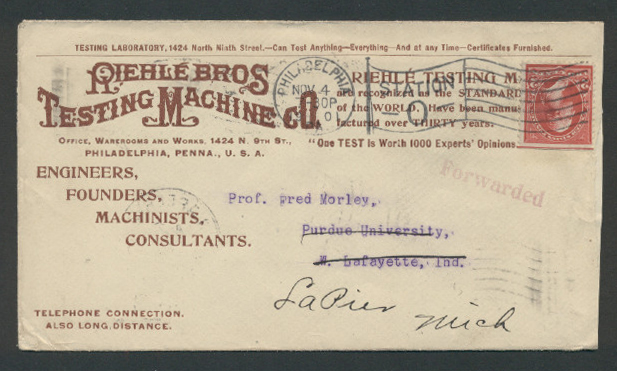 TESTING LABORATORY, 1424 North Ninth Street.—Can Test Anything—Everything—And at any Time—Certificates Furnished.
RIEHLE BROS
TESTING MACHINE CO.
OFFICE, WAREROOMS AND WORKS, 1424 N. 9TH ST.,
PHILADELPHIA, PENNA., U. S. A.
ENGINEERS,
FOUNDERS,
MACHINISTS,
CONSULTANTS.
TELEPHONE CONNECTION.
ALSO LONG DISTANCE.
PHILADELPHIA
NOV 4
30P
0
RIEHLE TESTING M
are recognized as the STANDARD
of the WORLD. Have been manu-
factured over THIRTY years.
"One TEST is Worth 1000 Experts' Opinions.
Forwarded
Prof. Fred Morley,
Purdue University,
W. Lafayette, Ind.
LaPier Mich